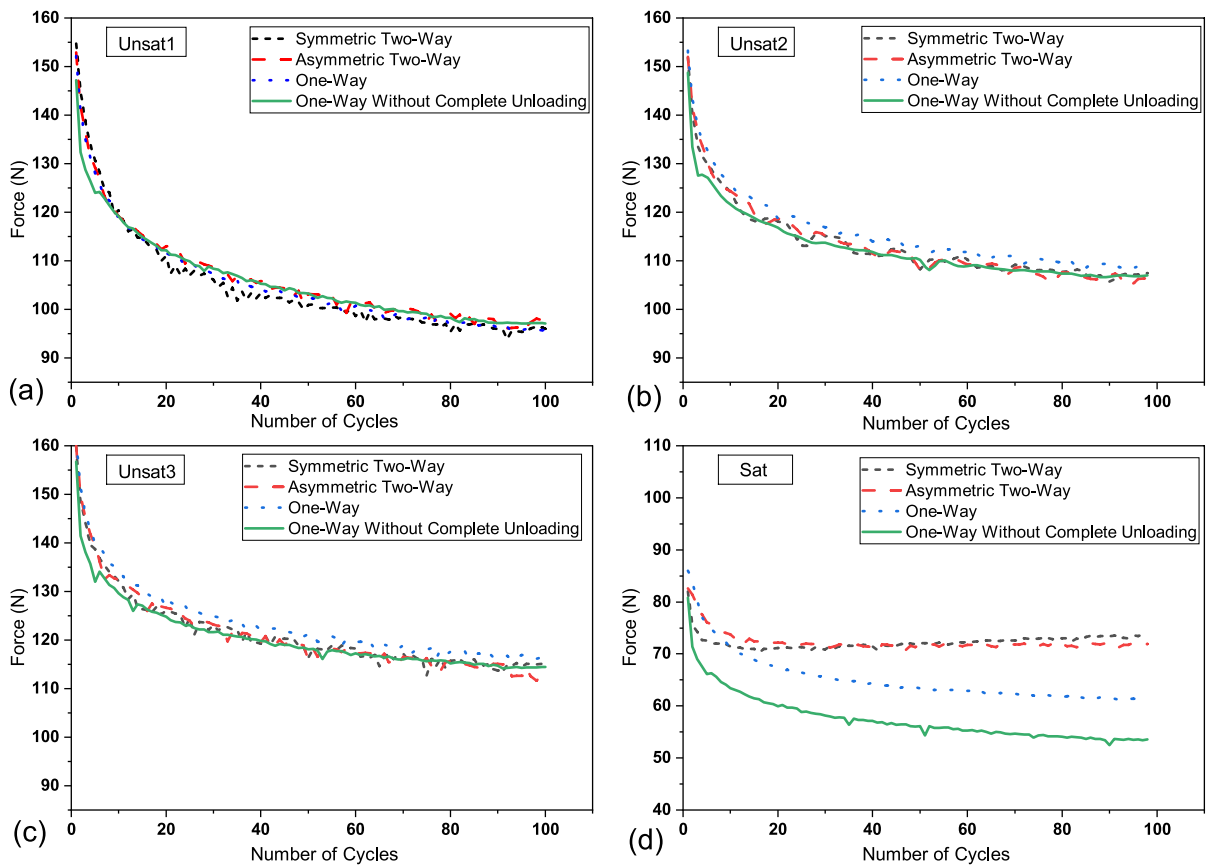 160
150
140
130
120
110
100
90
Force (N)
Unsat1
Symmetric Two-Way
Asymmetric Two-Way
One-Way
One-Way Without Complete Unloading
0
20
40
60
80
100
Number of Cycles
(a)
160
150
140
130
120
110
100
90
Force (N)
Unsat2
Symmetric Two-Way
Asymmetric Two-Way
One-Way
One-Way Without Complete Unloading
0
20
40
60
80
100
Number of Cycles
(b)
160
150
140
130
120
110
100
90
Force (N)
Unsat3
Symmetric Two-Way
Asymmetric Two-Way
One-Way
One-Way Without Complete Unloading
0
20
40
60
80
100
Number of Cycles
(c)
110
100
90
80
70
60
50
40
Force (N)
Sat
Symmetric Two-Way
Asymmetric Two-Way
One-Way
One-Way Without Complete Unloading
0
20
40
60
80
100
Number of Cycles
(d)